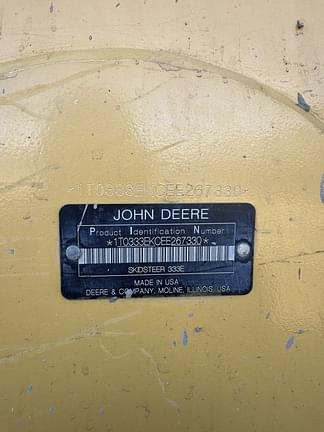 *1T0333EKCEE267330*
JOHN DEERE
Product Identification Number
*1T0333EKCEE267330*
SKIDSTEER 333E
MADE IN USA
DEERE & COMPANY, MOLINE, ILLINOIS, USA